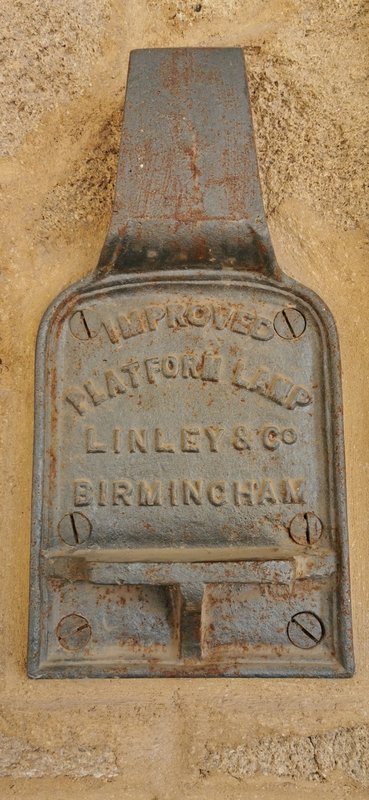 IMPROVED
PLATFORM LAMP
LINLEY & Co
BIRMINGHAM